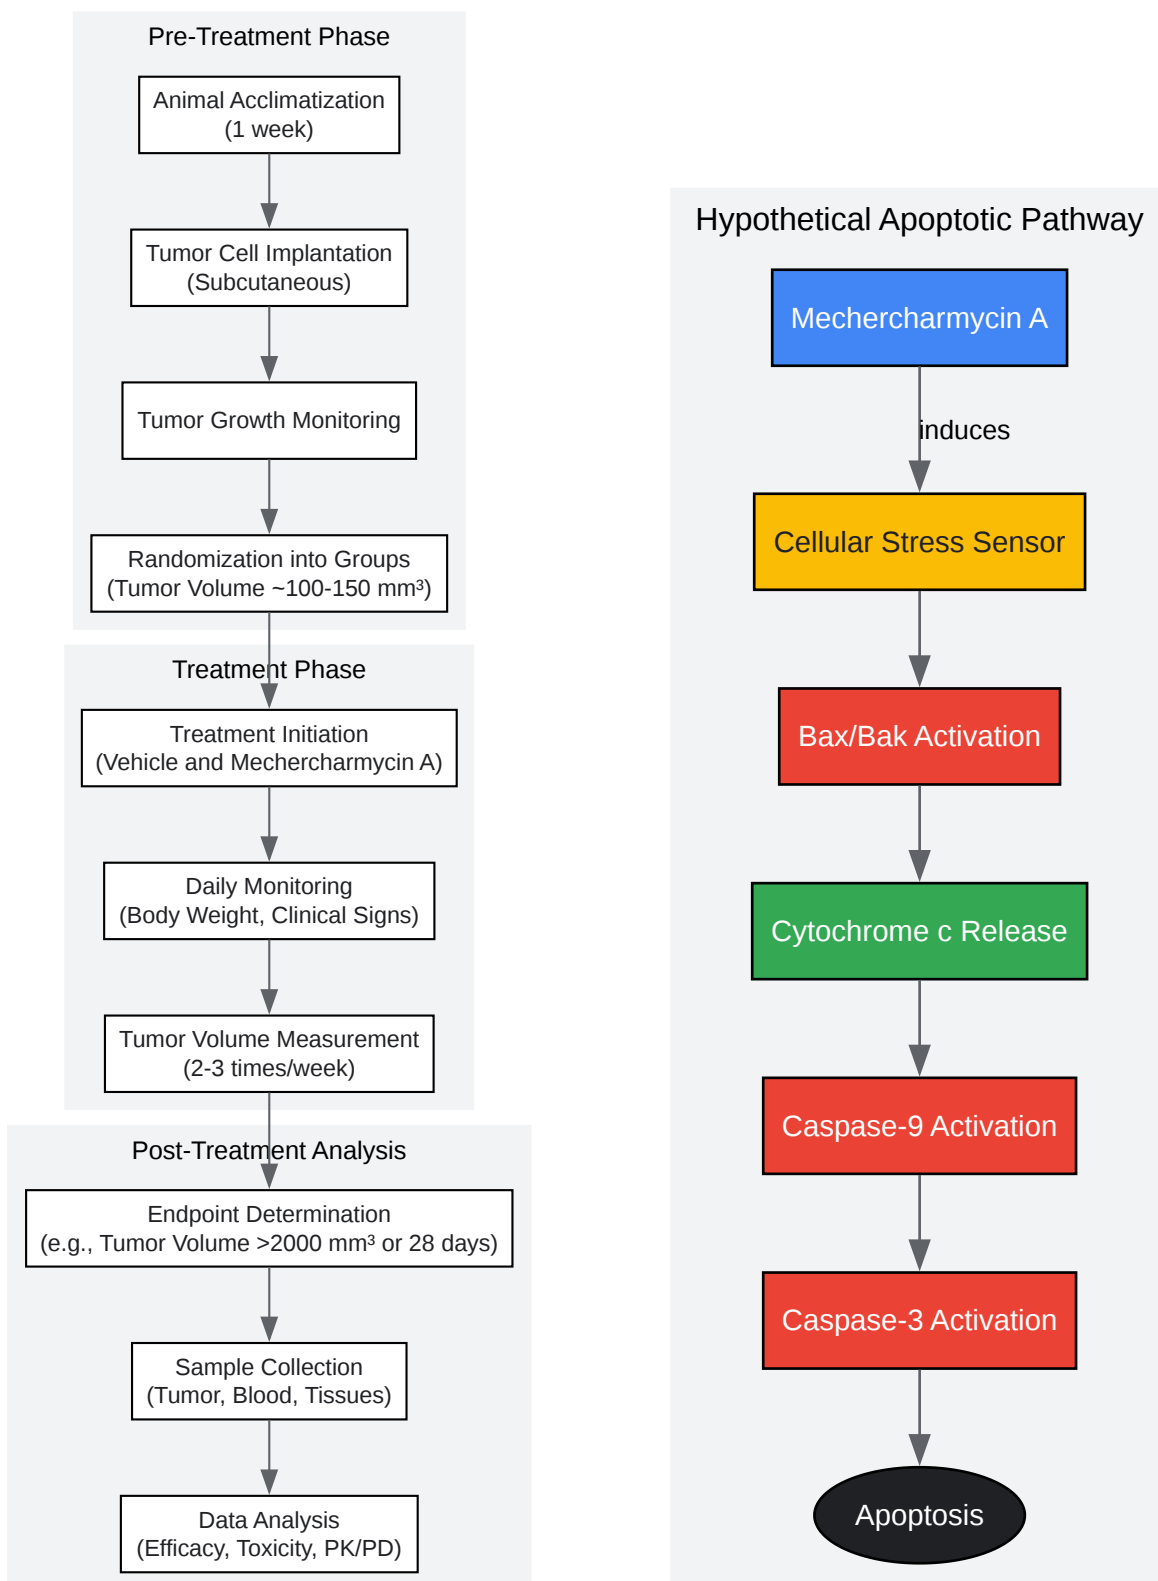 Pre-Treatment Phase
Animal Acclimatization
(1 week)
Tumor Cell Implantation
(Subcutaneous)
Tumor Growth Monitoring
Randomization into Groups
(Tumor Volume ~100-150 mm³)
Treatment Phase
Treatment Initiation
(Vehicle and Mechercharmycin A)
Daily Monitoring
(Body Weight, Clinical Signs)
Tumor Volume Measurement
(2-3 times/week)
Post-Treatment Analysis
Endpoint Determination
(e.g., Tumor Volume >2000 mm³ or 28 days)
Sample Collection
(Tumor, Blood, Tissues)
Data Analysis
(Efficacy, Toxicity, PK/PD)
Hypothetical Apoptotic Pathway
Mechercharmycin A
induces
Cellular Stress Sensor
Bax/Bak Activation
Cytochrome c Release
Caspase-9 Activation
Caspase-3 Activation
Apoptosis